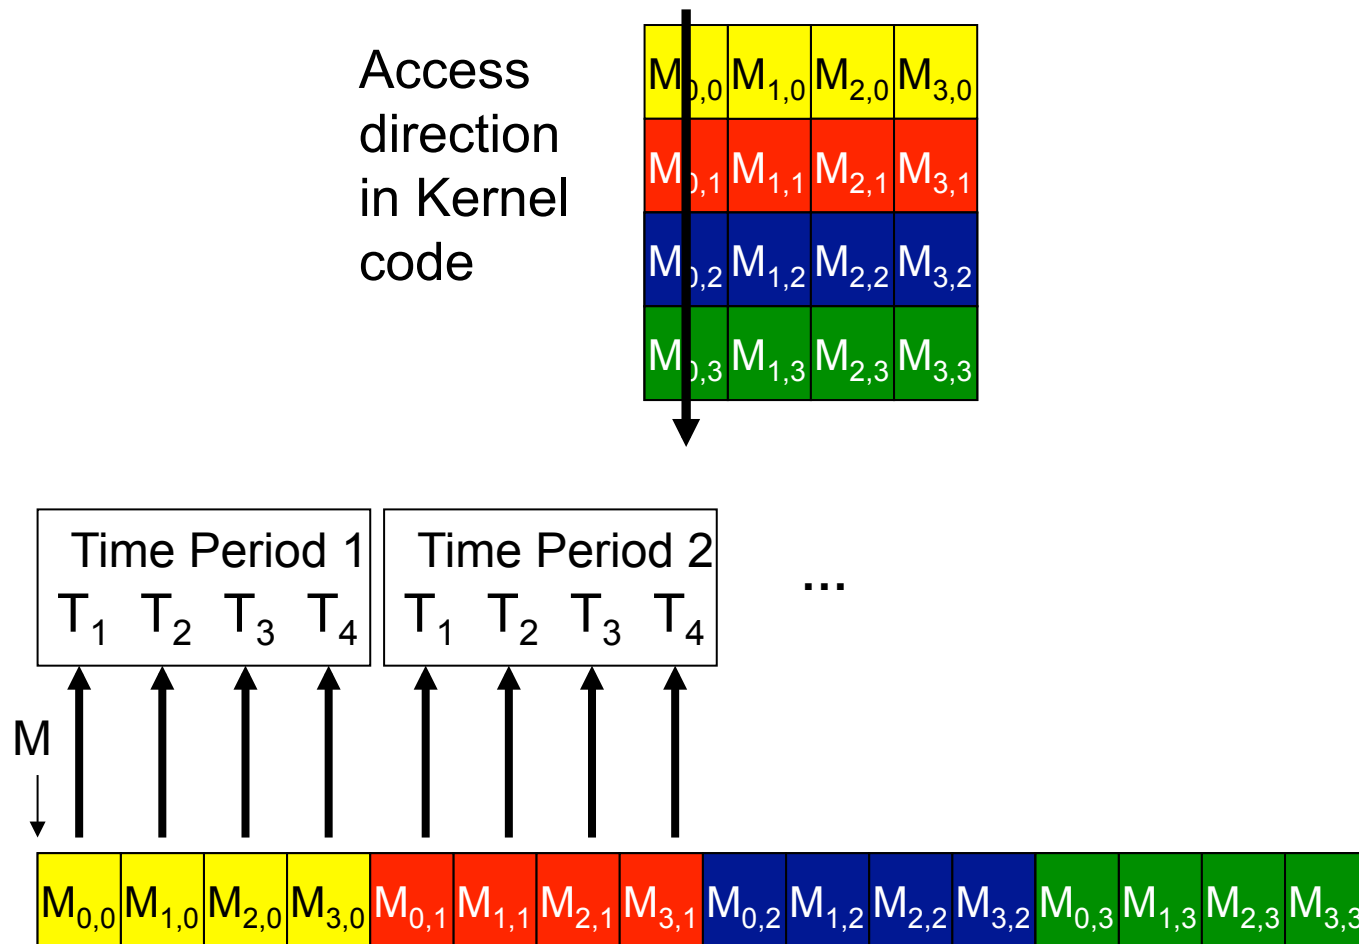 Access
direction
in Kernel
code
M0,0 M1,0 M2,0 M3,0
M0,1 M1,1 M2,1 M3,1
M0,2 M1,2 M2,2 M3,2
M0,3 M1,3 M2,3 M3,3
Time Period 1 Time Period 2 ...
T1 T2 T3 T4 T1 T2 T3 T4
M
M0,0 M1,0 M2,0 M3,0 M0,1 M1,1 M2,1 M3,1 M0,2 M1,2 M2,2 M3,2 M0,3 M1,3 M2,3 M3,3